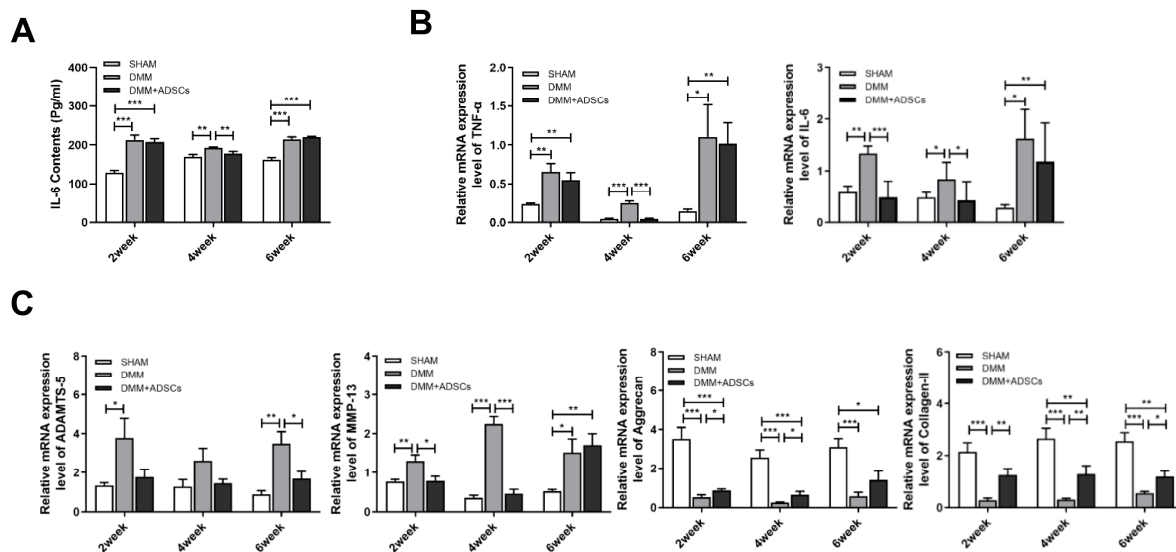 A
IL-6 Contents (Pg/ml)
SHAM
DMM
DMM+ADSCs
400
300
200
100
0
***
***
**
**
***
***
2week
4week
6week
B
Relative mRNA expression
level of TNF-α
SHAM
DMM
DMM+ADSCs
2.0
1.5
1.0
0.5
0.0
**
**
***
***
**
*
2week
4week
6week
Relative mRNA expression
level of IL-6
SHAM
DMM
DMM+ADSCs
3
2
1
0
**
***
*
*
**
*
2week
4week
6week
C
Relative mRNA expression
level of ADAMTS-5
SHAM
DMM
DMM+ADSCs
8
6
4
2
0
*
**
*
2week
4week
6week
Relative mRNA expression
level of MMP-13
SHAM
DMM
DMM+ADSCs
4
3
2
1
0
**
*
***
***
**
*
2week
4week
6week
Relative mRNA expression
level of Aggrecan
SHAM
DMM
DMM+ADSCs
8
6
4
2
0
***
***
*
***
***
*
*
***
2week
4week
6week
Relative mRNA expression
level of Collagen-II
SHAM
DMM
DMM+ADSCs
6
4
2
0
***
**
**
***
**
**
***
*
2week
4week
6week